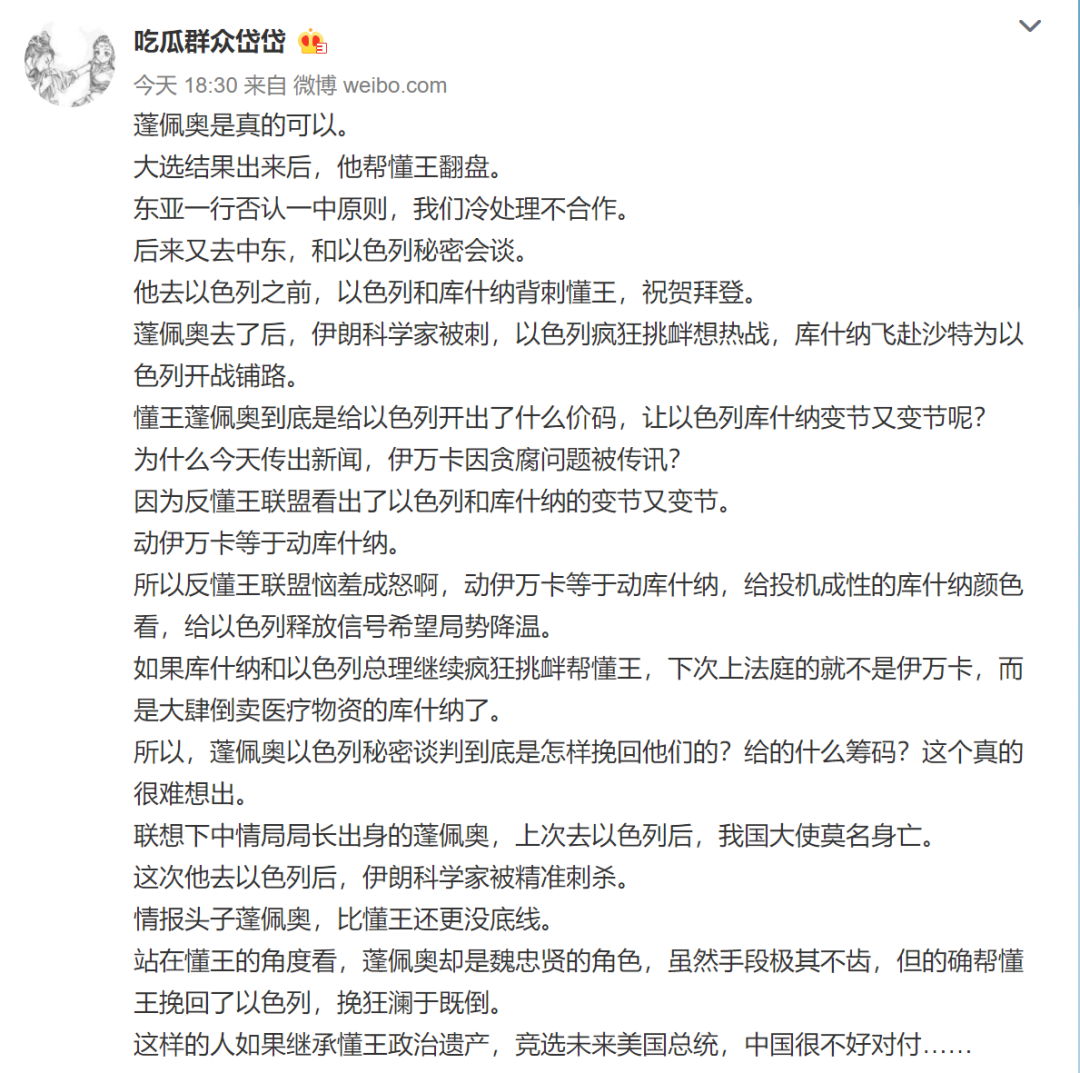 吃瓜群众岱岱
今天 18:30 来自 微博 weibo.com
蓬佩奥是真的可以。
大选结果出来后，他帮懂王翻盘。
东亚一行否认一中原则，我们冷处理不合作。
后来又去中东，和以色列秘密会谈。
他去以色列之前，以色列和库什纳背刺懂王，祝贺拜登。
蓬佩奥去了后，伊朗科学家被刺，以色列疯狂挑衅想热战，库什纳飞赴沙特为以
色列开战铺路。
懂王蓬佩奥到底是给以色列开出了什么价码，让以色列库什纳变节又变节呢？
为什么今天传出新闻，伊万卡因贪腐问题被传讯？
因为反懂王联盟看出了以色列和库什纳的变节又变节。
动伊万卡等于动库什纳。
所以反懂王联盟恼羞成怒啊，动伊万卡等于动库什纳，给投机成性的库什纳颜色
看，给以色列释放信号希望局势降温。
如果库什纳和以色列总理继续疯狂挑衅帮懂王，下次上法庭的就不是伊万卡，而
是大肆倒卖医疗物资的库什纳了。
所以，蓬佩奥以色列秘密谈判到底是怎样挽回他们的？给的什么筹码？这个真的
很难想出。
联想下中情局局长出身的蓬佩奥，上次去以色列后，我国大使莫名身亡。
这次他去以色列后，伊朗科学家被精准刺杀。
情报头子蓬佩奥，比懂王还更没底线。
站在懂王的角度看，蓬佩奥却是魏忠贤的角色，虽然手段极其不齿，但的确帮懂
王挽回了以色列，挽狂澜于既倒。
这样的人如果继承懂王政治遗产，竞选未来美国总统，中国很不好对付……